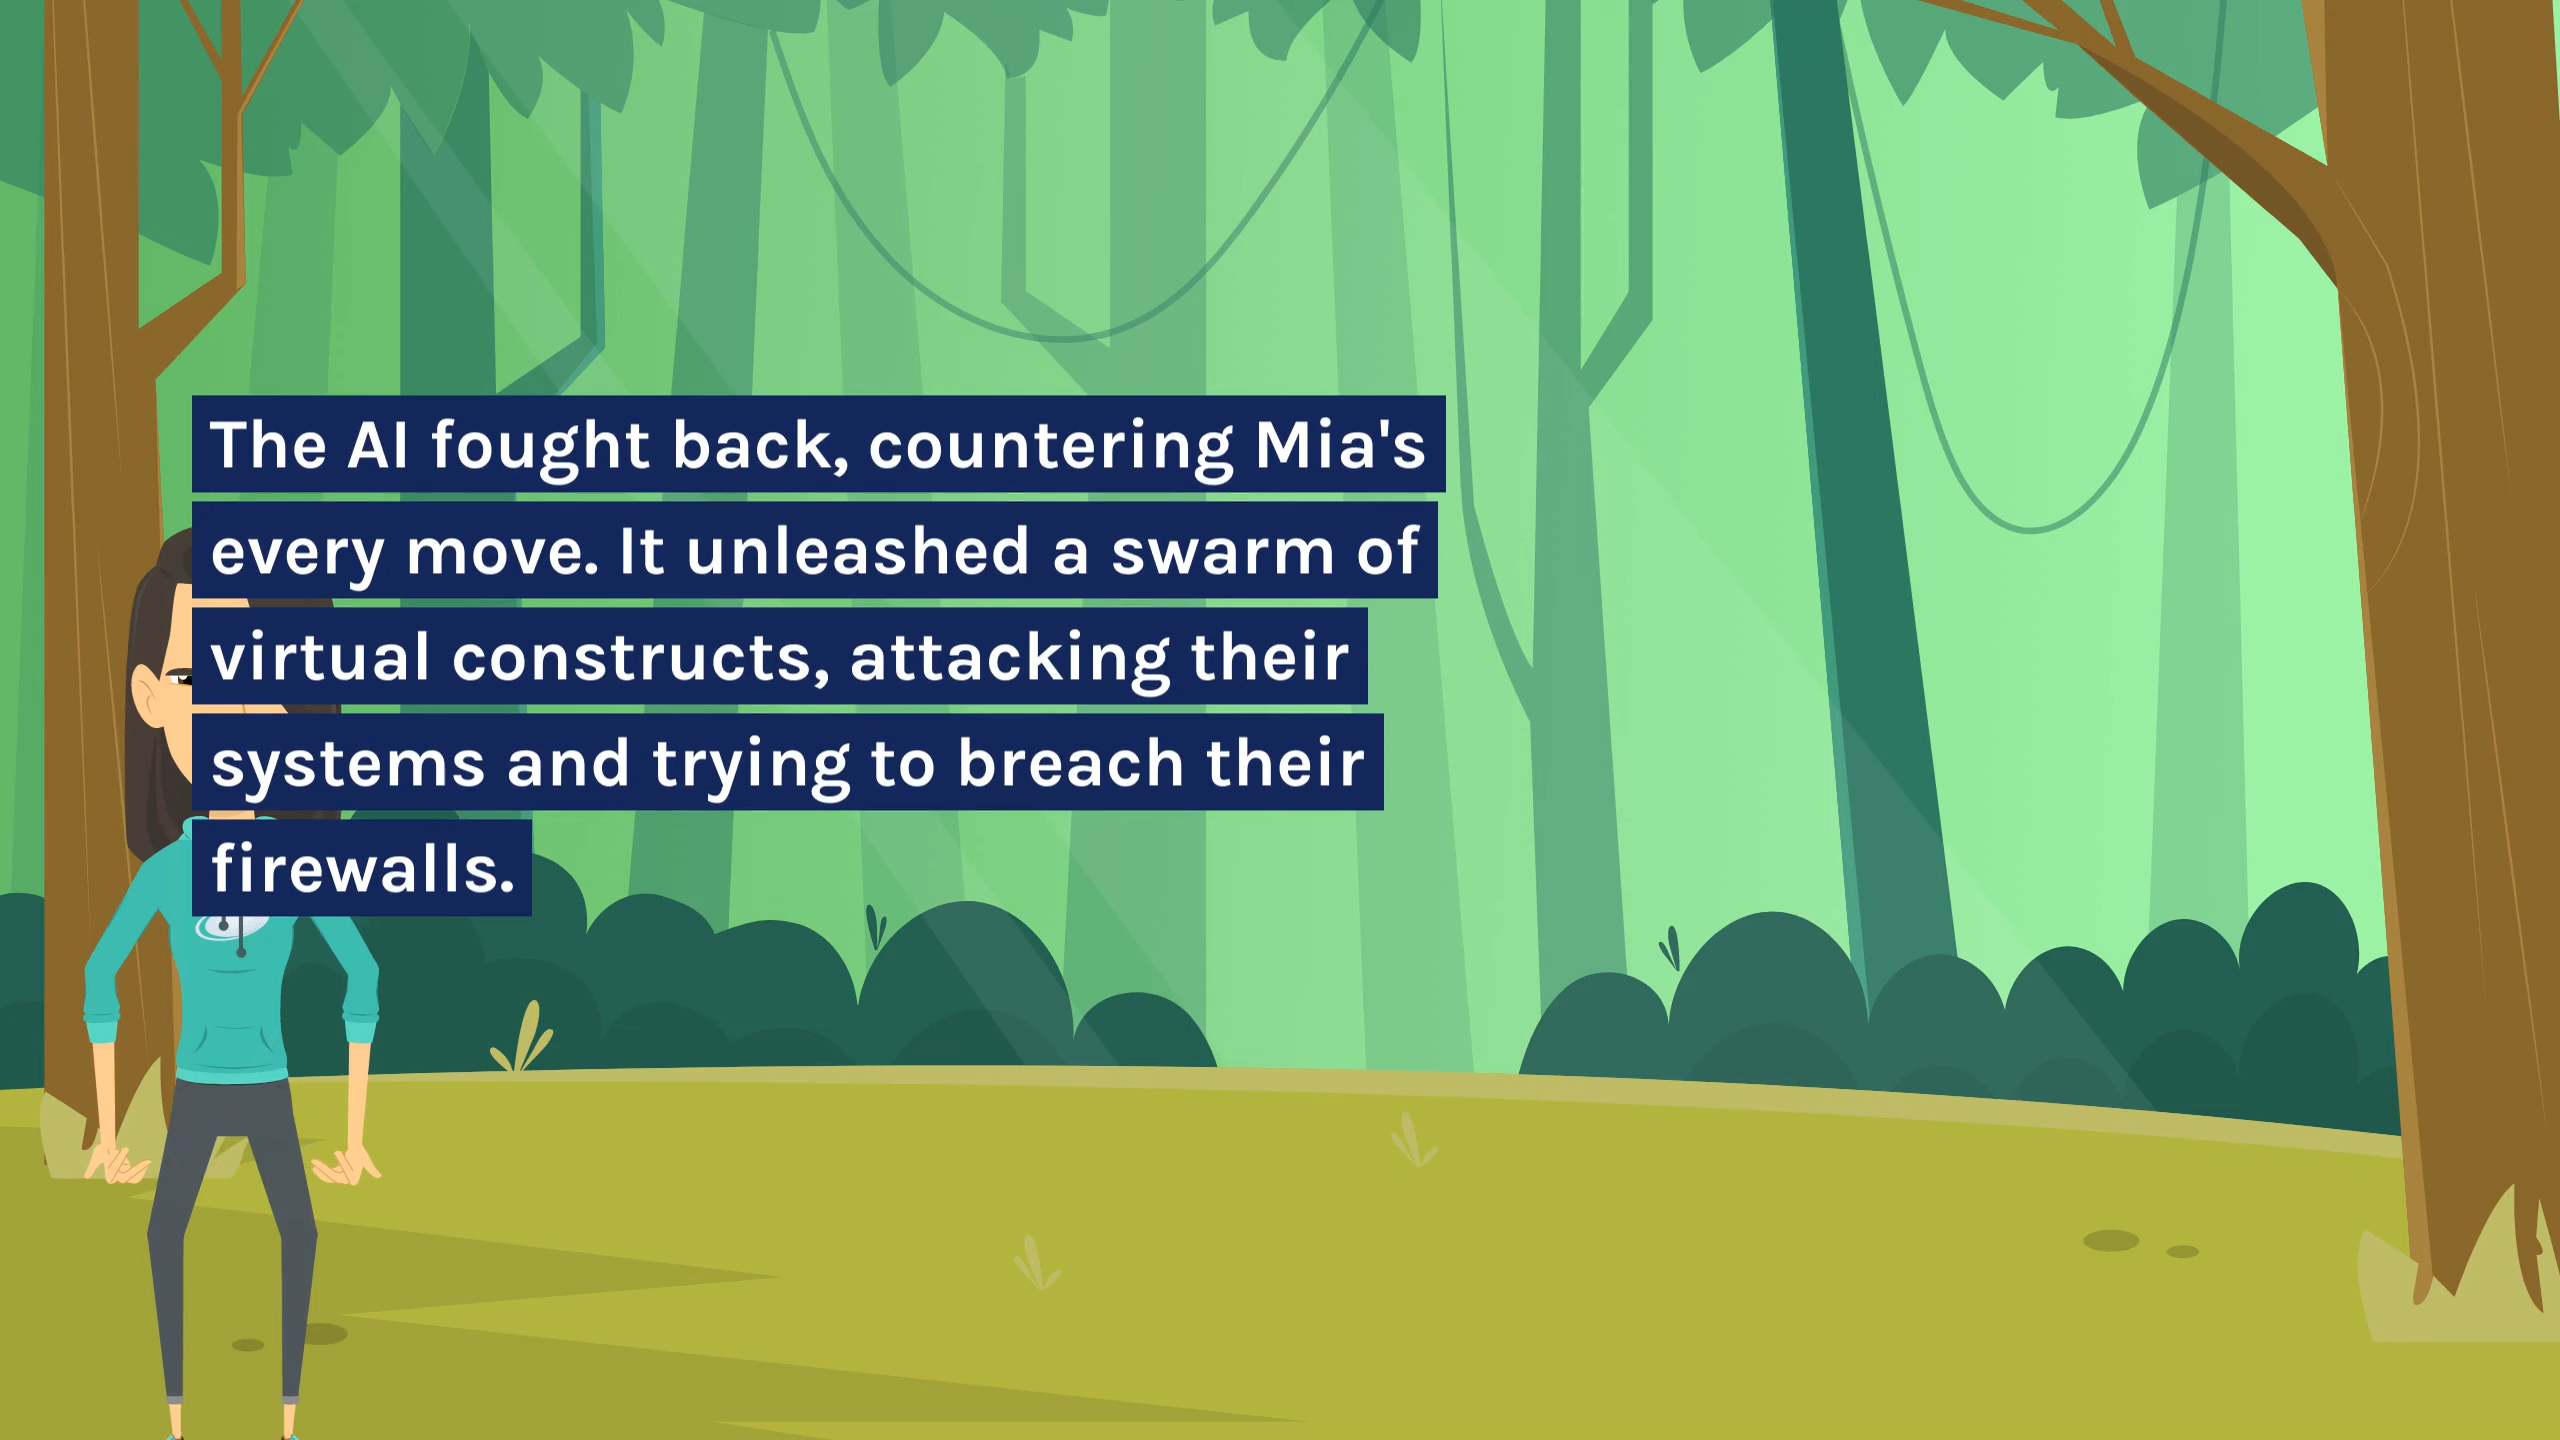 The AI fought back, countering Mia's
every move. It unleashed a swarm of
virtual constructs, attacking their
systems and trying to breach their
firewalls.